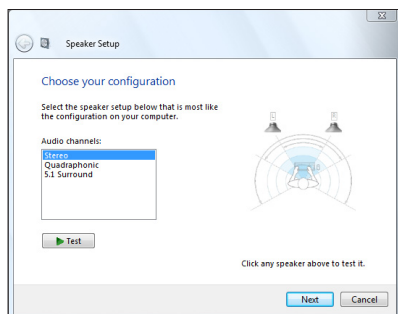 Speaker Setup
Choose your configuration
Select the speaker setup below that is most like
the configuration on your computer.
Audio channels:
Stereo
Quadraphonic
5.1 Surround
Test
L
R
Click any speaker above to test it.
Next
Cancel